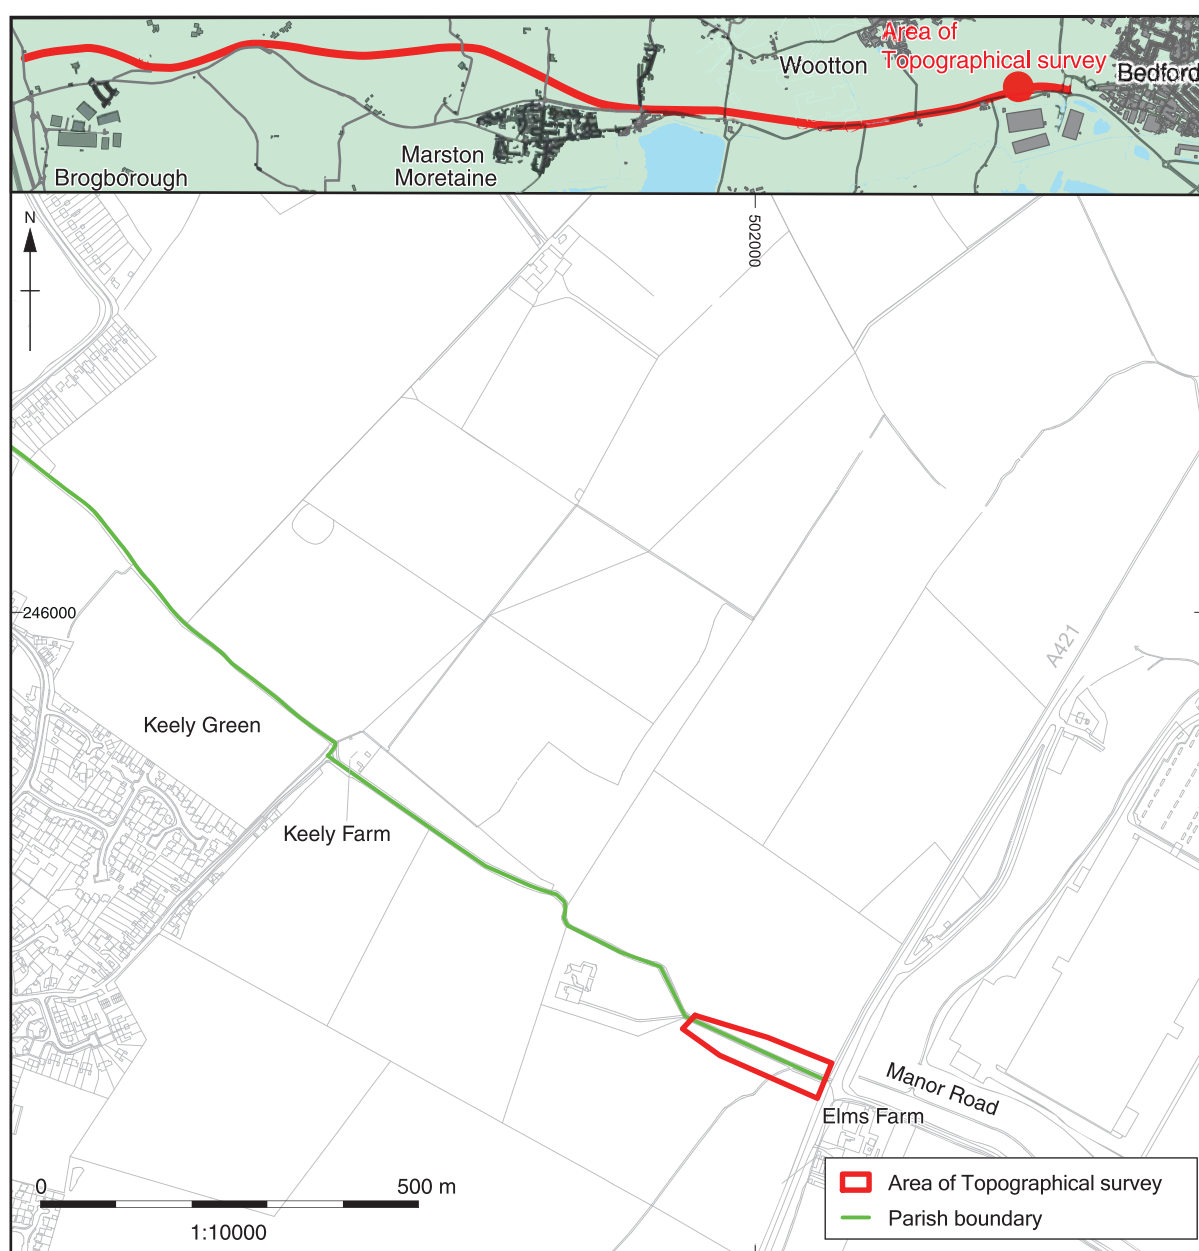 Area of
Topographical survey
Wootton
Bedford
Marston
Moretaine
Brogborough
N
502000
246000
A421
Keely Green
Keely Farm
Manor Road
Elms Farm
0 500 m
1:10000
Area of Topographical survey
Parish boundary